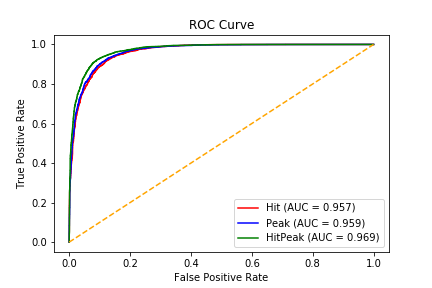 ROC Curve
True Positive Rate
1.0
0.8
0.6
0.4
0.2
0.0
Hit (AUC = 0.957)
Peak (AUC = 0.959)
HitPeak (AUC = 0.969)
0.0 0.2 0.4 0.6 0.8 1.0
False Positive Rate